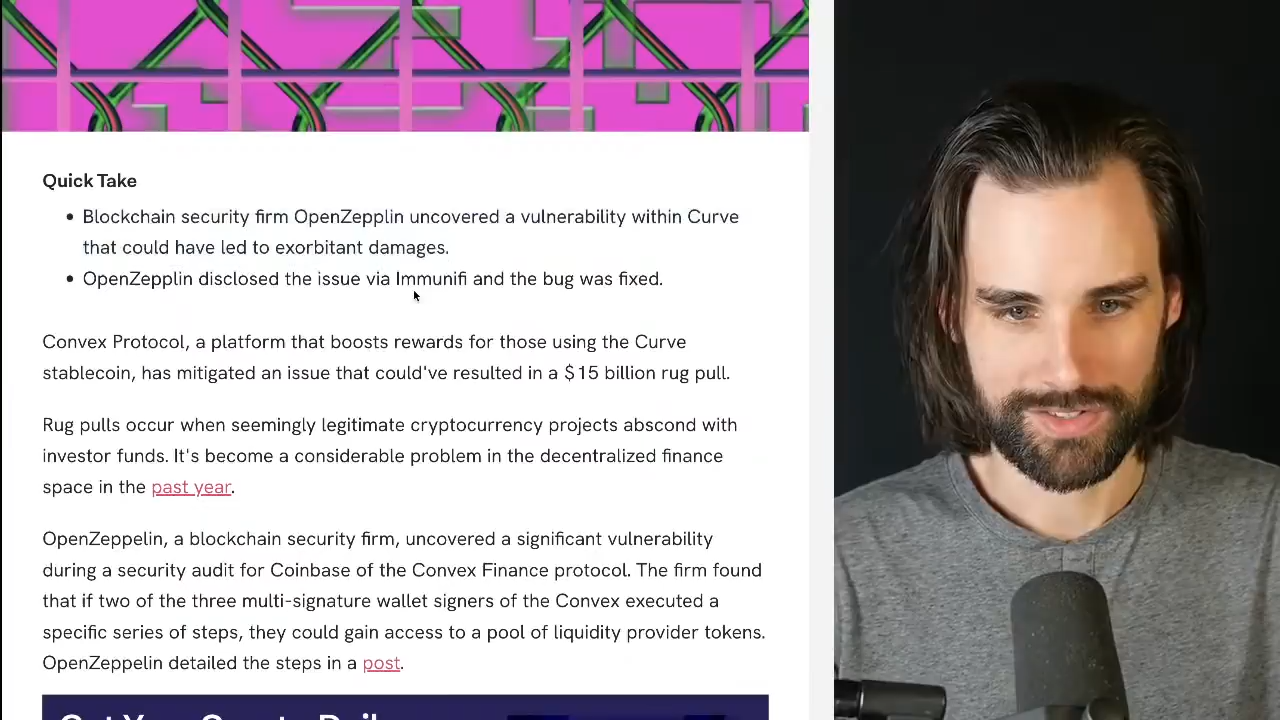 Quick Take
Blockchain security firm OpenZepplin uncovered a vulnerability within Curve
that could have led to exorbitant damages.
OpenZepplin disclosed the issue via Immunifi and the bug was fixed.
Convex Protocol, a platform that boosts rewards for those using the Curve
stablecoin, has mitigated an issue that could've resulted in a $15 billion rug pull.
Rug pulls occur when seemingly legitimate cryptocurrency projects abscond with
investor funds. It's become a considerable problem in the decentralized finance
space in the past year.
OpenZeppelin, a blockchain security firm, uncovered a significant vulnerability
during a security audit for Coinbase of the Convex Finance protocol. The firm found
that if two of the three multi-signature wallet signers of the Convex executed a
specific series of steps, they could gain access to a pool of liquidity provider tokens.
OpenZeppelin detailed the steps in a post.